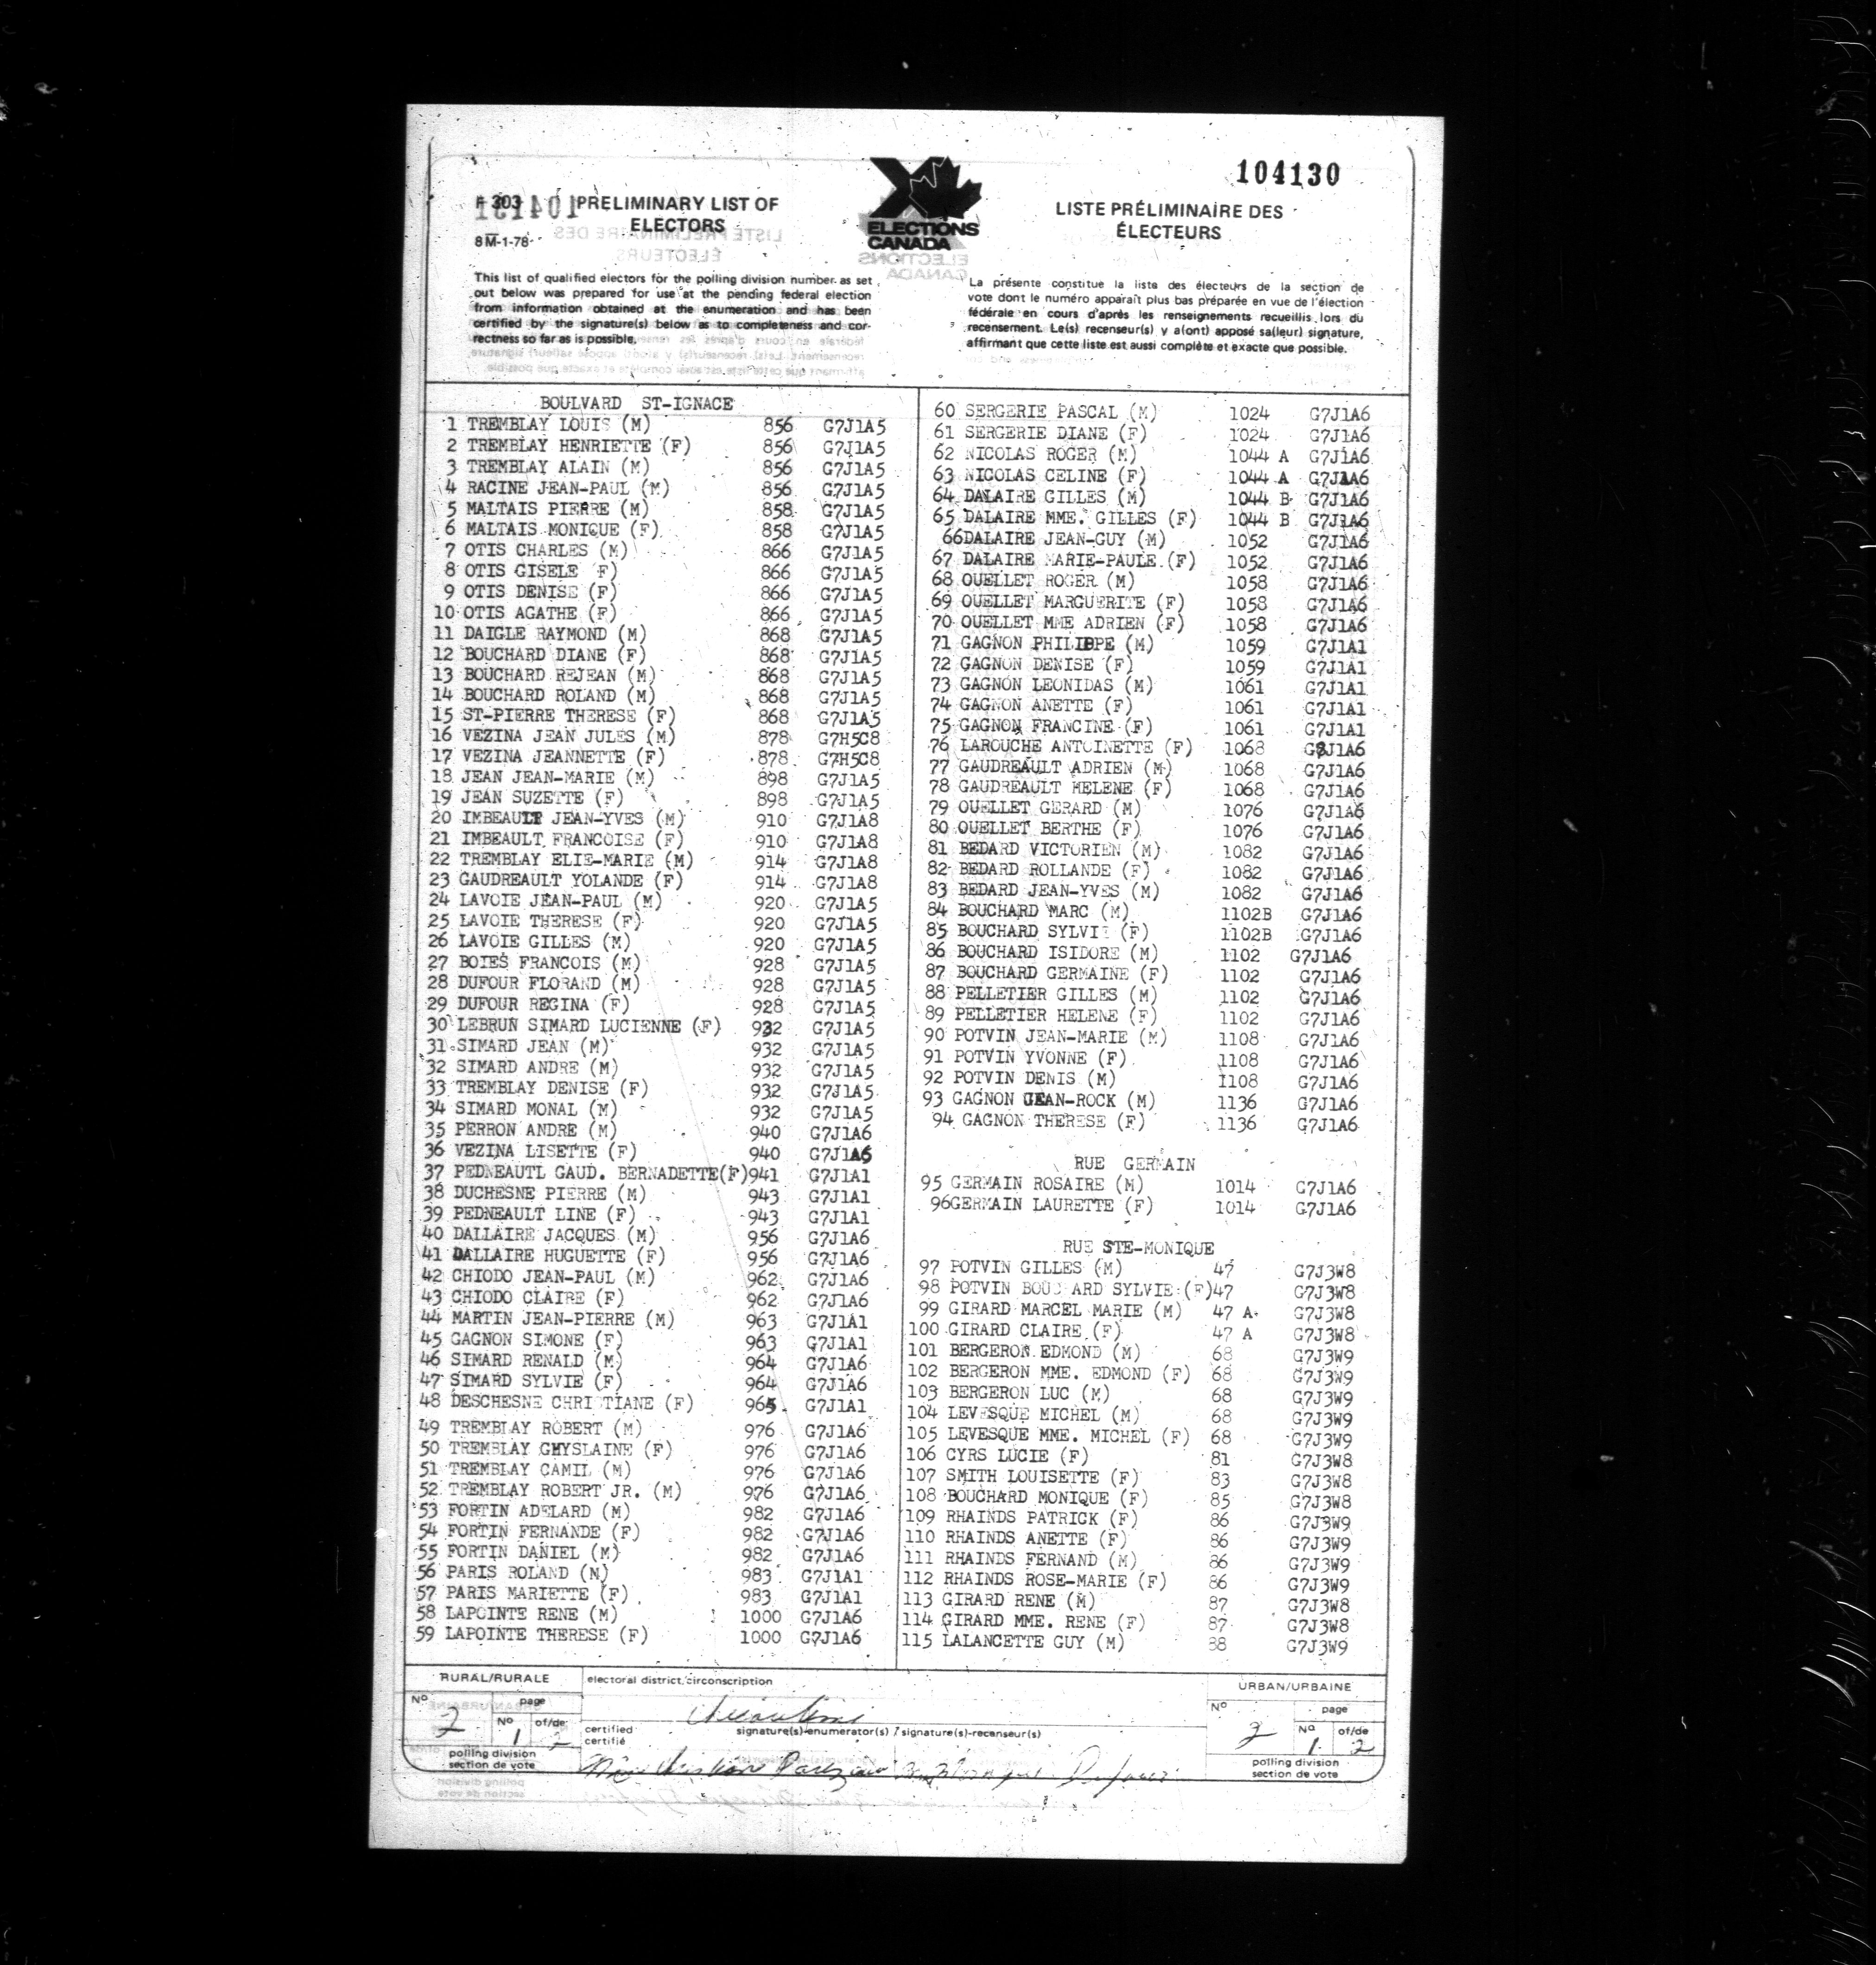 104130
F 303 PRELIMINARY LIST OF
ELECTORS
8M-1-78
ELECTIONS
CANADA
LISTE PRÉLIMINAIRE DES
ÉLECTEURS
This list of qualified electors for the polling division number as set
out below was prepared for use at the pending federal election
from information obtained at the enumeration and has been
certified by the signature(s) below as to completeness and cor-
rectness so far as is possible.
La présente constitue la liste des électeurs de la section de
vote dont le numéro apparaît plus bas préparée en vue de l'élection
fédérale en cours d'après les renseignements recueillis lors du
recensement. Le(s) recenseur(s) y a(ont) apposé sa(leur) signature,
affirmant que cette liste est aussi complète et exacte que possible.
BOULVARD ST-IGNACE
1 TREMBLAY LOUIS (M) 856 G7J1A5
2 TREMBLAY HENRIETTE (F) 856 G7J1A5
3 TREMBLAY ALAIN (M) 856 G7J1A5
4 RACINE JEAN-PAUL (M) 856 G7J1A5
5 MALTAIS PIERRE (M) 858 G7J1A5
6 MALTAIS MONIQUE (F) 858 G7J1A5
7 OTIS CHARLES (M) 866 G7J1A5
8 OTIS GISELE F) 866 G7J1A5
9 OTIS DENISE (F) 866 G7J1A5
10 OTIS AGATHE (F) 866 G7J1A5
11 DAIGLE RAYMOND (M) 868 G7J1A5
12 BOUCHARD DIANE (F) 868 G7J1A5
13 BOUCHARD REJEAN (M) 868 G7J1A5
14 BOUCHARD ROLAND (M) 868 G7J1A5
15 ST-PIERRE THERESE (F) 868 G7J1A5
16 VEZINA JEAN JULES (M) 878 G7H5C8
17 VEZINA JEANNETTE (F) 878 G7H5C8
18 JEAN JEAN-MARIE (M) 898 G7J1A5
19 JEAN SUZETTE (F) 898 G7J1A5
20 IMBEAULT JEAN-YVES (M) 910 G7J1A8
21 IMBEAULT FRANCOISE (F) 910 G7J1A8
22 TREMBLAY ELIE-MARIE (M) 914 G7J1A8
23 GAUDREAULT YOLANDE (F) 914 G7J1A8
24 LAVOIE JEAN-PAUL (M) 920 G7J1A5
25 LAVOIE THERESE (F) 920 G7J1A5
26 LAVOIE GILLES (M) 920 G7J1A5
27 BOIES FRANCOIS (M) 928 G7J1A5
28 DUFOUR FLORAND (M) 928 G7J1A5
29 DUFOUR REGINA (F) 928 G7J1A5
30 LEBRUN SIMARD LUCIENNE (F) 932 G7J1A5
31 SIMARD JEAN (M) 932 G7J1A5
32 SIMARD ANDRE (M) 932 G7J1A5
33 TREMBLAY DENISE (F) 932 G7J1A5
34 SIMARD MONAL (M) 932 G7J1A5
35 PERRON ANDRE (M) 940 G7J1A6
36 VEZINA LISETTE (F) 940 G7J1A6
37 PEDNEAUTL GAUD. BERNADETTE(F)941 G7J1A1
38 DUCHESNE PIERRE (M) 943 G7J1A1
39 PEDNEAULT LINE (F) 943 G7J1A1
40 DALLAIRE JACQUES (M) 956 G7J1A6
41 DALLAIRE HUGUETTE (F) 956 G7J1A6
42 CHIODO JEAN-PAUL (M) 962 G7J1A6
43 CHIODO CLAIRE (F) 962 G7J1A6
44 MARTIN JEAN-PIERRE (M) 963 G7J1A1
45 GAGNON SIMONE (F) 963 G7J1A1
46 SIMARD RENALD (M) 964 G7J1A6
47 SIMARD SYLVIE (F) 964 G7J1A6
48 DESCHESNE CHRISTIANE (F) 965 G7J1A1
49 TREMBLAY ROBERT (M) 976 G7J1A6
50 TREMBLAY GHYSLAINE (F) 976 G7J1A6
51 TREMBLAY CAMIL (M) 976 G7J1A6
52 TREMBLAY ROBERT JR. (M) 976 G7J1A6
53 FORTIN ADELARD (M) 982 G7J1A6
54 FORTIN FERNANDE (F) 982 G7J1A6
55 FORTIN DANIEL (M) 982 G7J1A6
56 PARIS ROLAND (M) 983 G7J1A1
57 PARIS MARIETTE (F) 983 G7J1A1
58 LAPOINTE RENE (M) 1000 G7J1A6
59 LAPOINTE THERESE (F) 1000 G7J1A6
60 SERGERIE PASCAL (M) 1024 G7J1A6
61 SERGERIE DIANE (F) 1024 G7J1A6
62 NICOLAS ROGER (M) 1044 A G7J1A6
63 NICOLAS CELINE (F) 1044 A G7J1A6
64 DALAIRE GILLES (M) 1044 B G7J1A6
65 DALAIRE MME. GILLES (F) 1044 B G7J1A6
66DALAIRE JEAN-GUY (M) 1052 G7J1A6
67 DALAIRE MARIE-PAULE (F) 1052 G7J1A6
68 OUELLET ROGER (M) 1058 G7J1A6
69 OUELLET MARGUERITE (F) 1058 G7J1A6
70 OUELLET MME ADRIEN (F) 1058 G7J1A6
71 GAGNON PHILIPPE (M) 1059 G7J1A1
72 GAGNON DENISE (F) 1059 G7J1A1
73 GAGNON LEONIDAS (M) 1061 G7J1A1
74 GAGNON ANETTE (F) 1061 G7J1A1
75 GAGNON FRANCINE (F) 1061 G7J1A1
76 LAROUCHE ANTOINETTE (F) 1068 G7J1A6
77 GAUDREAULT ADRIEN (M) 1068 G7J1A6
78 GAUDREAULT HELENE (F) 1068 G7J1A6
79 OUELLET GERARD (M) 1076 G7J1A6
80 OUELLET BERTHE (F) 1076 G7J1A6
81 BEDARD VICTORIEN (M) 1082 G7J1A6
82 BEDARD ROLLANDE (F) 1082 G7J1A6
83 BEDARD JEAN-YVES (M) 1082 G7J1A6
84 BOUCHARD MARC (M) 1102B G7J1A6
85 BOUCHARD SYLVIE (F) 1102B G7J1A6
86 BOUCHARD ISIDORE (M) 1102 G7J1A6
87 BOUCHARD GERMAINE (F) 1102 G7J1A6
88 PELLETIER GILLES (M) 1102 G7J1A6
89 PELLETIER HELENE (F) 1102 G7J1A6
90 POTVIN JEAN-MARIE (M) 1108 G7J1A6
91 POTVIN YVONNE (F) 1108 G7J1A6
92 POTVIN DENIS (M) 1108 G7J1A6
93 GAGNON JEAN-ROCK (M) 1136 G7J1A6
94 GAGNON THERESE (F) 1136 G7J1A6
RUE GERMAIN
95 GERMAIN ROSAIRE (M) 1014 G7J1A6
96GERMAIN LAURETTE (F) 1014 G7J1A6
RUE STE-MONIQUE
97 POTVIN GILLES (M) 47 G7J3W8
98 POTVIN SYLVIE (F)47 G7J3W8
99 GIRARD MARCEL MARIE (M) 47 A G7J3W8
100 GIRARD CLAIRE (F) 47 A G7J3W8
101 BERGERON EDMOND (M) 68 G7J3W9
102 BERGERON MME. EDMOND (F) 68 G7J3W9
103 BERGERON LUC (M) 68 G7J3W9
104 LEVESQUE MICHEL (M) 68 G7J3W9
105 LEVESQUE MME. MICHEL (F) 68 G7J3W9
106 CYRS LUCIE (F) 81 G7J3W8
107 SMITH LOUISETTE (F) 83 G7J3W8
108 BOUCHARD MONIQUE (F) 85 G7J3W8
109 RHAINDS PATRICK (F) 86 G7J3W9
110 RHAINDS ANETTE (F) 86 G7J3W9
111 RHAINDS FERNAND (M) 86 G7J3W9
112 RHAINDS ROSE-MARIE (F) 86 G7J3W9
113 GIRARD RENE (M) 87 G7J3W8
114 GIRARD MME. RENE (F) 87 G7J3W8
115 LALANCETTE GUY (M) 88 G7J3W9
RURAL/RURALE
No 2
page
No 1 of/de 2
polling division
section de vote
electoral district/circonscription
Chicoutimi
certified
certifié
signature(s)-enumerator(s) / signature(s)-recenseur(s)
URBAN/URBAINE
No 2
page
No 1 of/de 2
polling division
section de vote